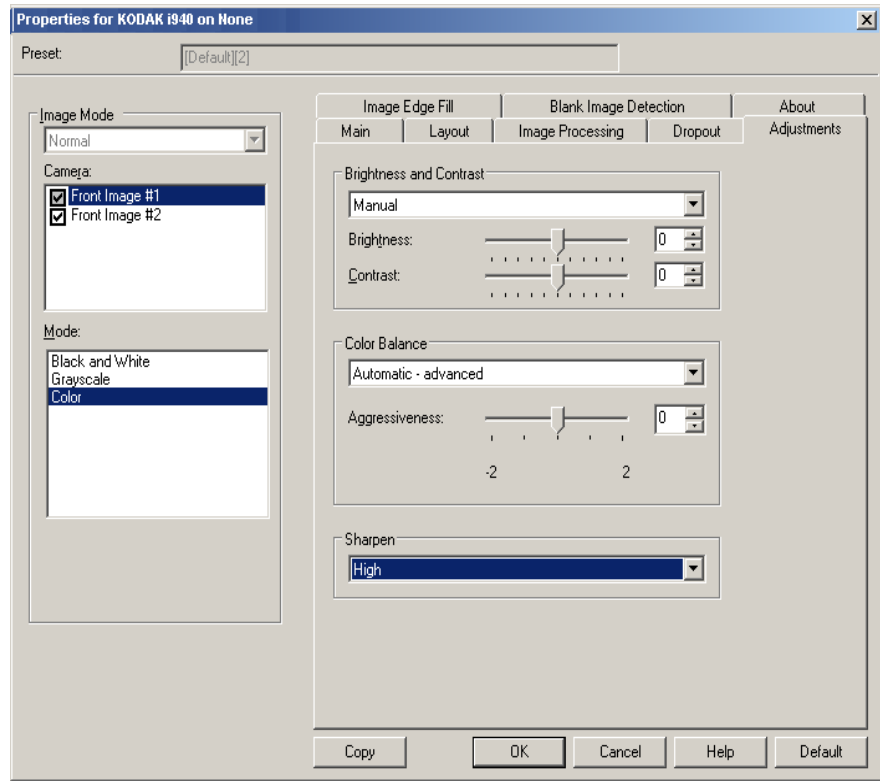 Properties for KODAK i940 on None
Preset:
[Default][2]
Image Mode
Normal
Camera:
Front Image #1
Front Image #2
Mode:
Black and White
Grayscale
Color
Image Edge Fill
Blank Image Detection
About
Main
Layout
Image Processing
Dropout
Adjustments
Brightness and Contrast
Manual
Brightness:
0
Contrast:
0
Color Balance
Automatic - advanced
Aggressiveness:
0
-2
2
Sharpen
High
Copy
OK
Cancel
Help
Default